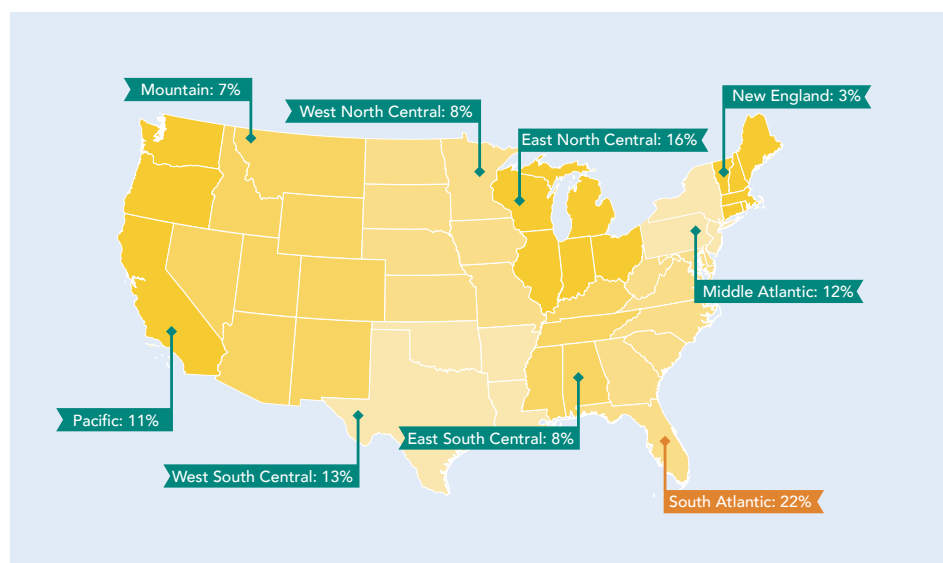 Mountain: 7%
New England: 3%
West North Central: 8%
East North Central: 16%
Middle Atlantic: 12%
Pacific: 11%
East South Central: 8%
West South Central: 13%
South Atlantic: 22%